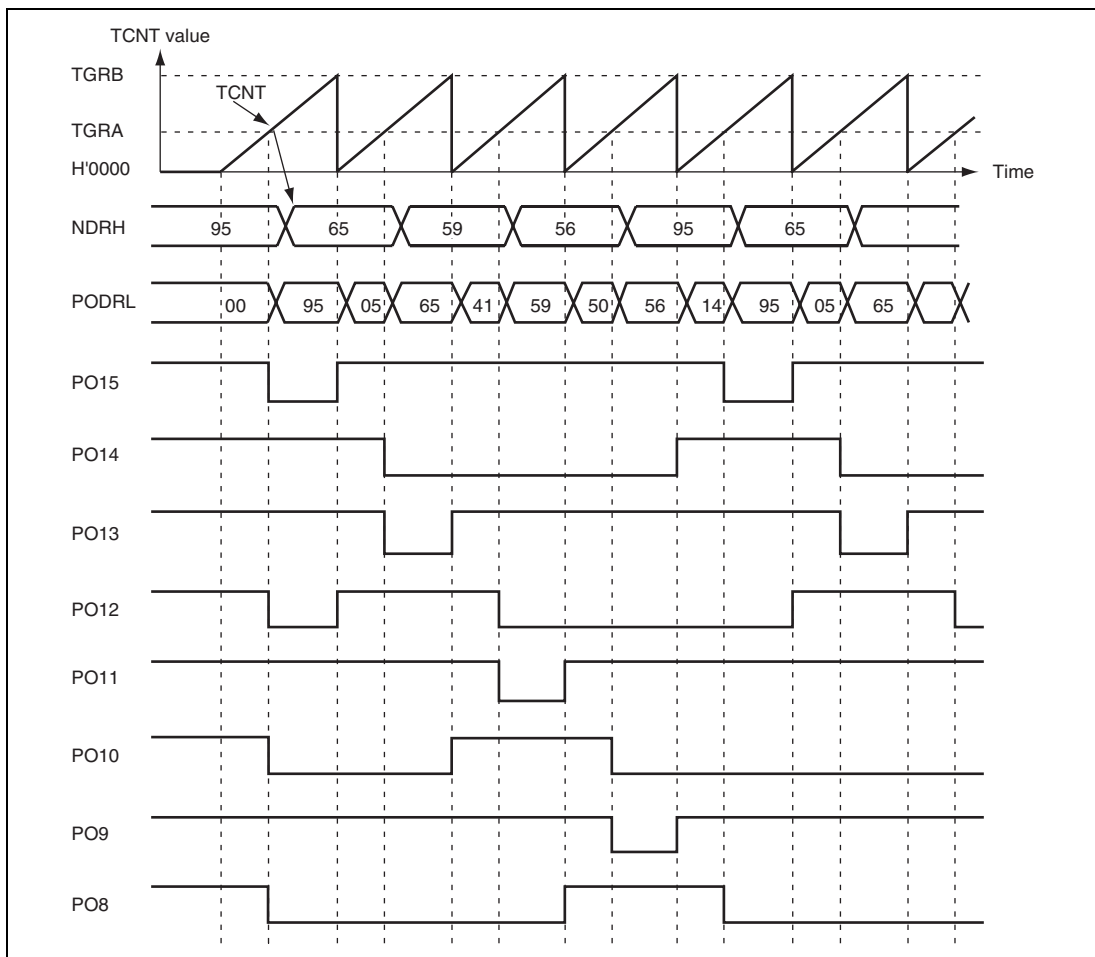 TCNT value
TGRB
TCNT
TGRA
H'0000
Time
NDRH 95 65 59 56 95 65
PODRL 00 95 05 65 41 59 50 56 14 95 05 65
PO15
PO14
PO13
PO12
PO11
PO10
PO9
PO8